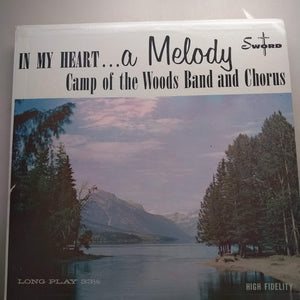 IN MY HEART...a Melody
SWORD
Camp of the Woods Band and Chorus
LONG PLAY 33⅓
HIGH FIDELITY